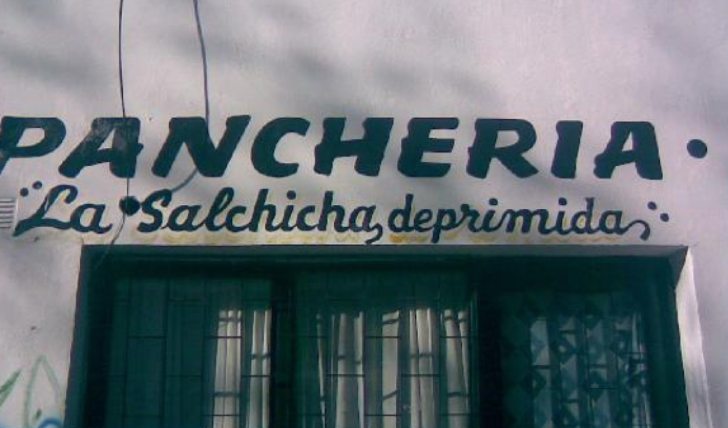 PANCHERIA.
"La Salchicha deprimida"